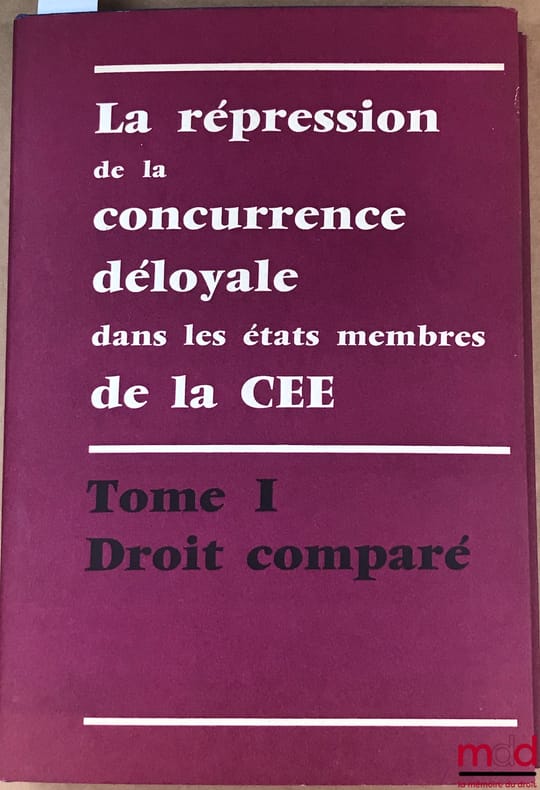 La répression
de la
concurrence
déloyale
dans les états membres
de la CEE
Tome I
Droit comparé
mdd
la mémoire du droit